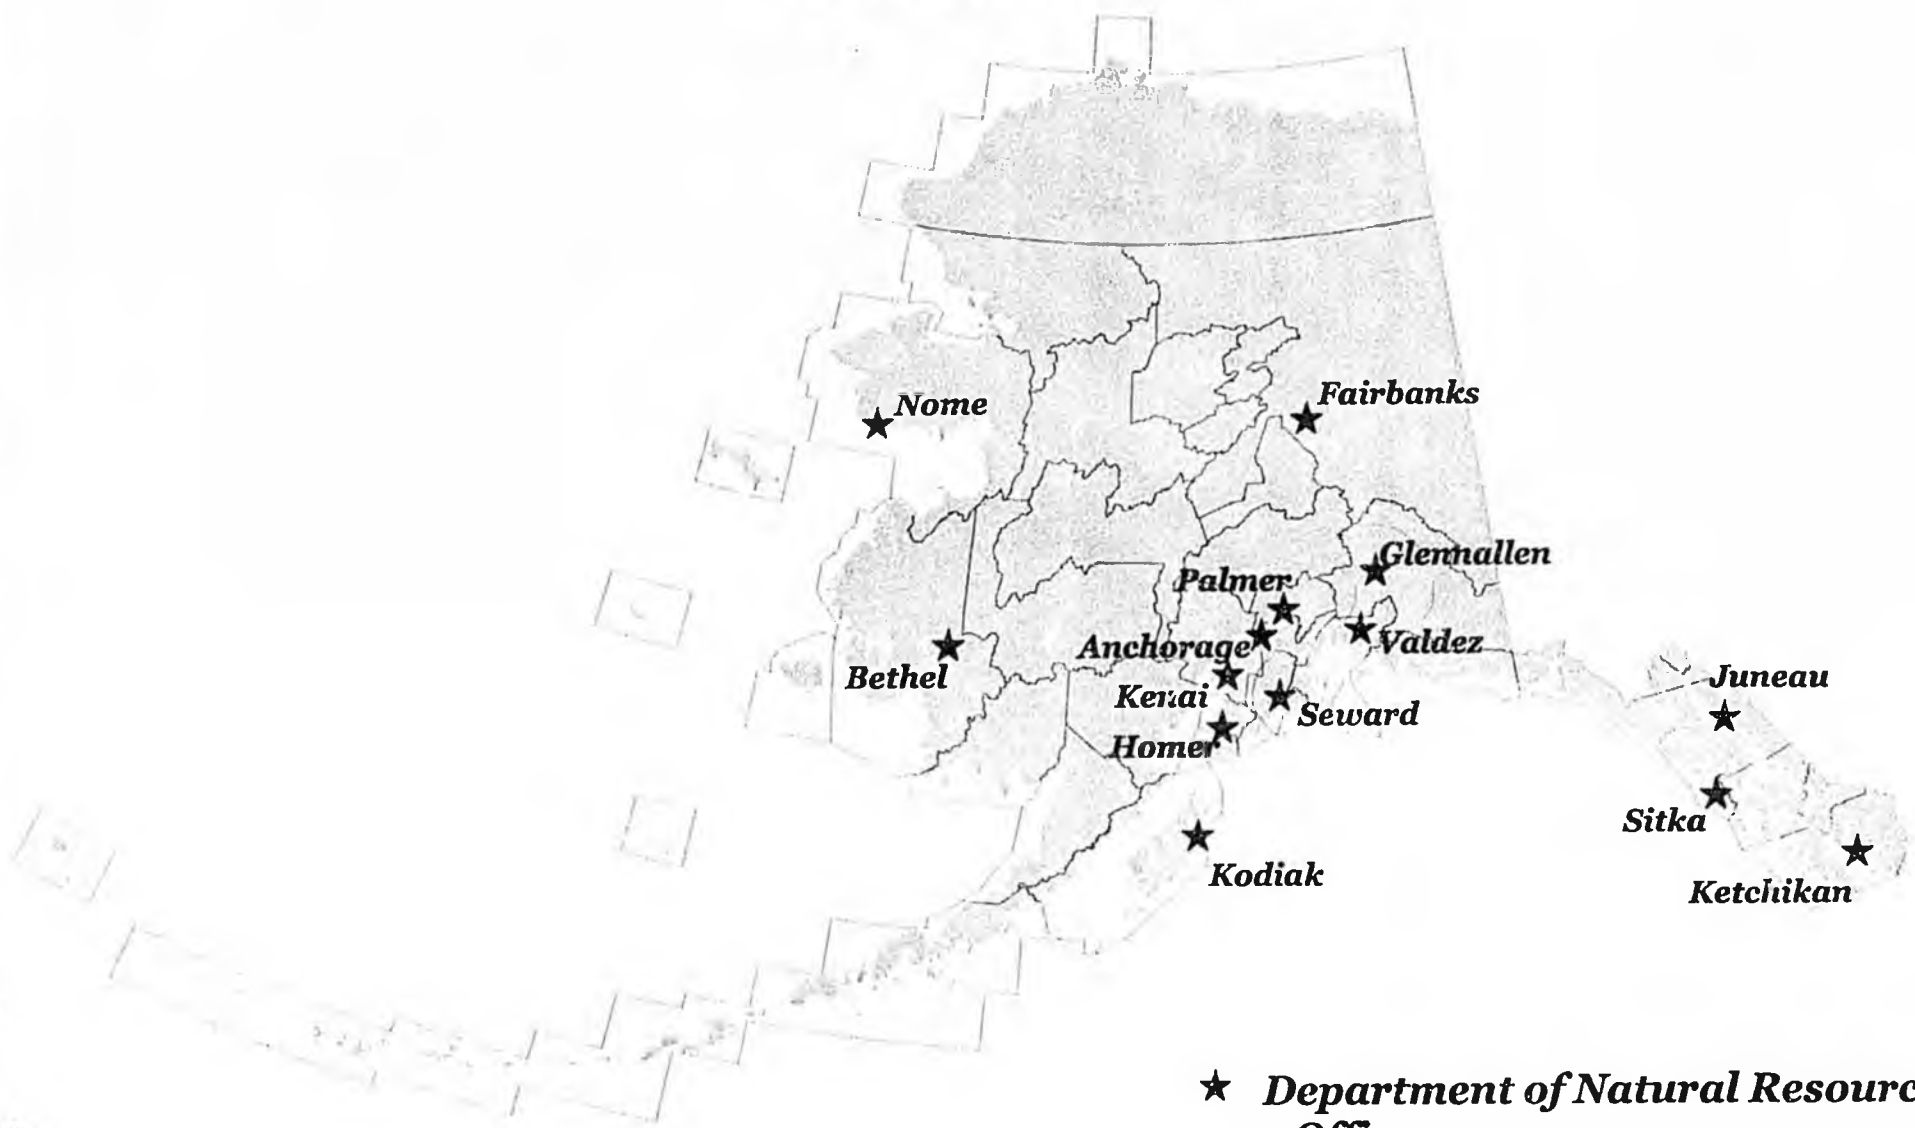 Fairbanks
Nome
Glennallen
Palmer
Anchorage
Valdez
Bethel
Juneau
Kenai
Seward
Homer
Sitka
Kodiak
Ketchikan
★ Department of Natural Resourc